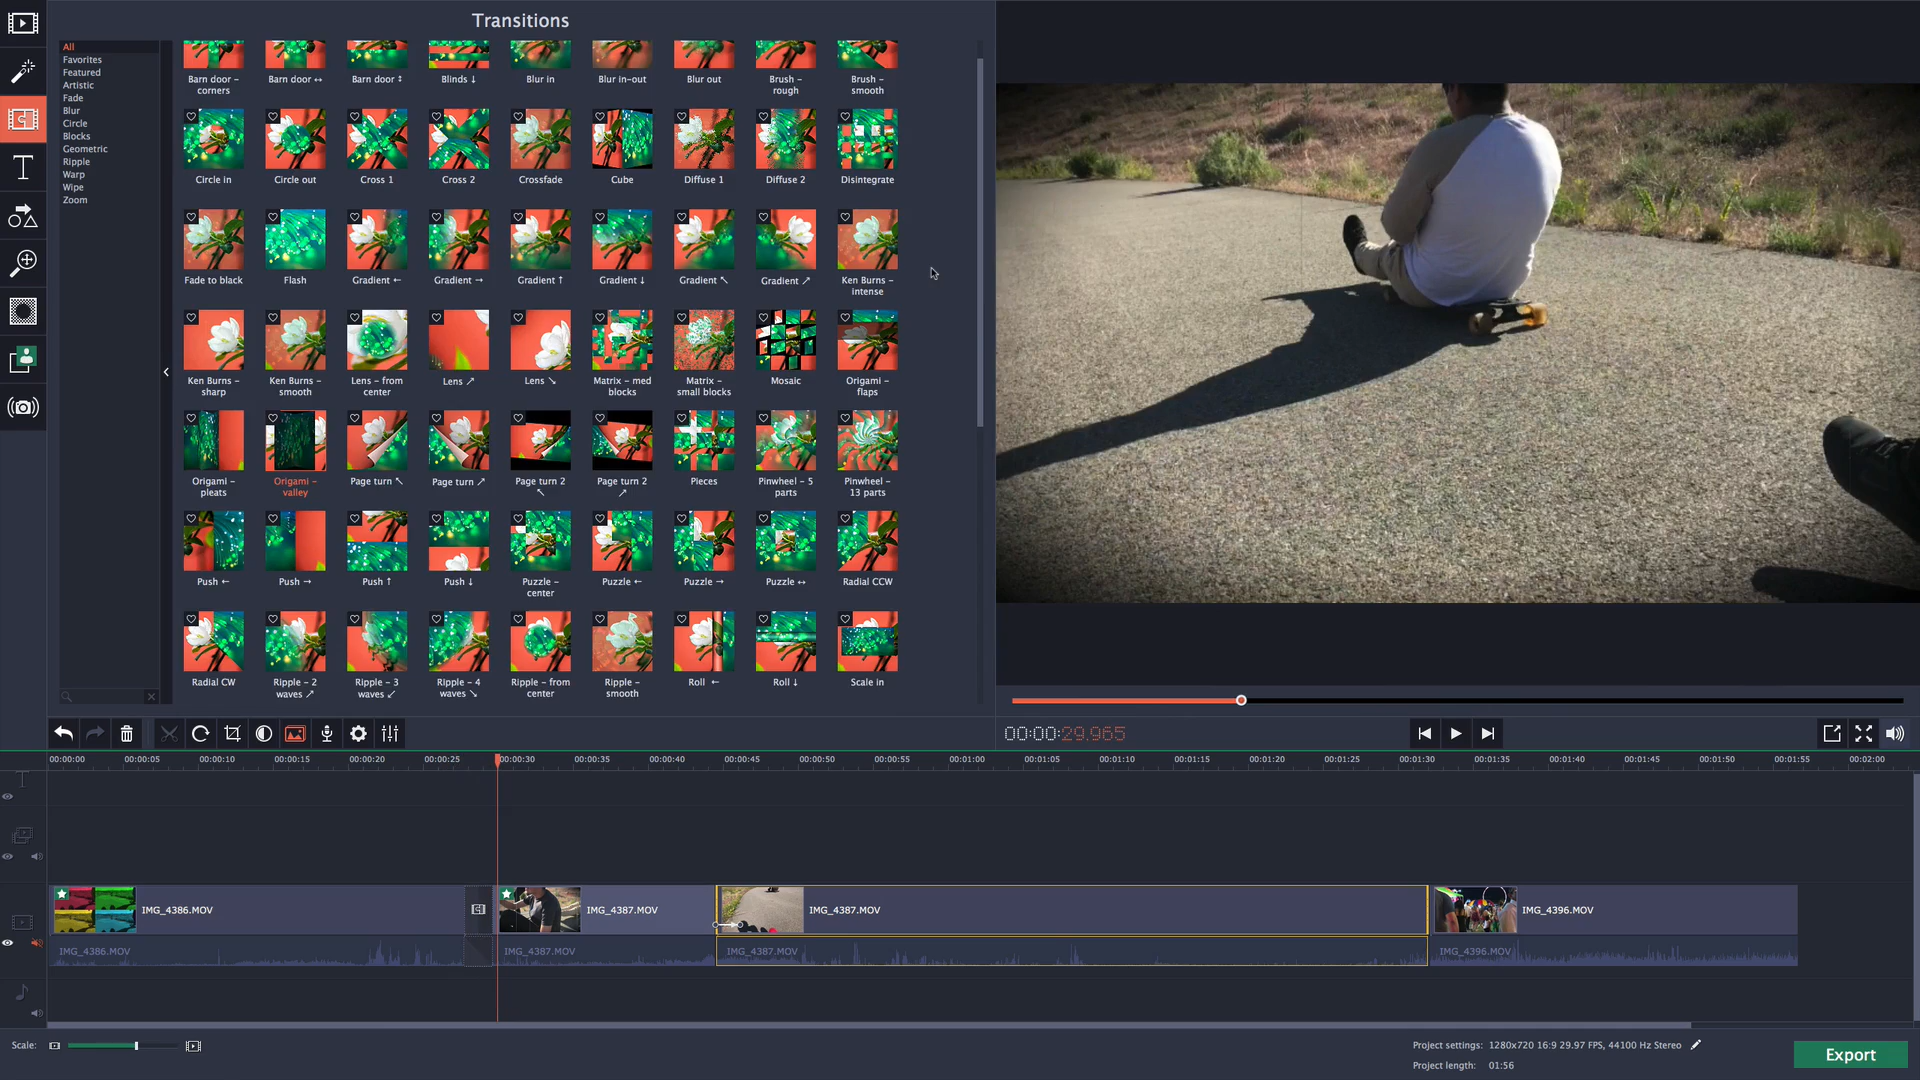 Transitions
All
Favorites
Featured
Artistic
Fade
Blur
Circle
Blocks
Geometric
Ripple
Warp
Wipe
Zoom
Barn door - corners
Barn door ↔
Barn door ↕
Blinds ↓
Blur in
Blur in-out
Blur out
Brush - rough
Brush - smooth
Circle in
Circle out
Cross 1
Cross 2
Crossfade
Cube
Diffuse 1
Diffuse 2
Disintegrate
Fade to black
Flash
Gradient ←
Gradient →
Gradient ↑
Gradient ↓
Gradient ↖
Gradient ↗
Ken Burns - intense
Ken Burns - sharp
Ken Burns - smooth
Lens - from center
Lens ↗
Lens ↘
Matrix - med blocks
Matrix - small blocks
Mosaic
Origami - flaps
Origami - pleats
Origami - valley
Page turn ↖
Page turn ↗
Page turn 2 ↖
Page turn 2 ↗
Pieces
Pinwheel - 5 parts
Pinwheel - 13 parts
Push ←
Push →
Push ↑
Push ↓
Puzzle - center
Puzzle ←
Puzzle →
Puzzle ↔
Radial CCW
Radial CW
Ripple - 2 waves ↗
Ripple - 3 waves ↙
Ripple - 4 waves ↘
Ripple - from center
Ripple - smooth
Roll ←
Roll ↓
Scale in
00:00:29.965
00:00:00 00:00:05 00:00:10 00:00:15 00:00:20 00:00:25 00:00:30 00:00:35 00:00:40 00:00:45 00:00:50 00:00:55 00:01:00 00:01:05 00:01:10 00:01:15 00:01:20 00:01:25 00:01:30 00:01:35 00:01:40 00:01:45 00:01:50 00:01:55 00:02:00
IMG_4386.MOV IMG_4387.MOV IMG_4387.MOV IMG_4396.MOV
IMG_4386.MOV IMG_4387.MOV IMG_4387.MOV IMG_4396.MOV
Scale:
Project settings: 1280x720 16:9 29.97 FPS, 44100 Hz Stereo
Project length: 01:56
Export